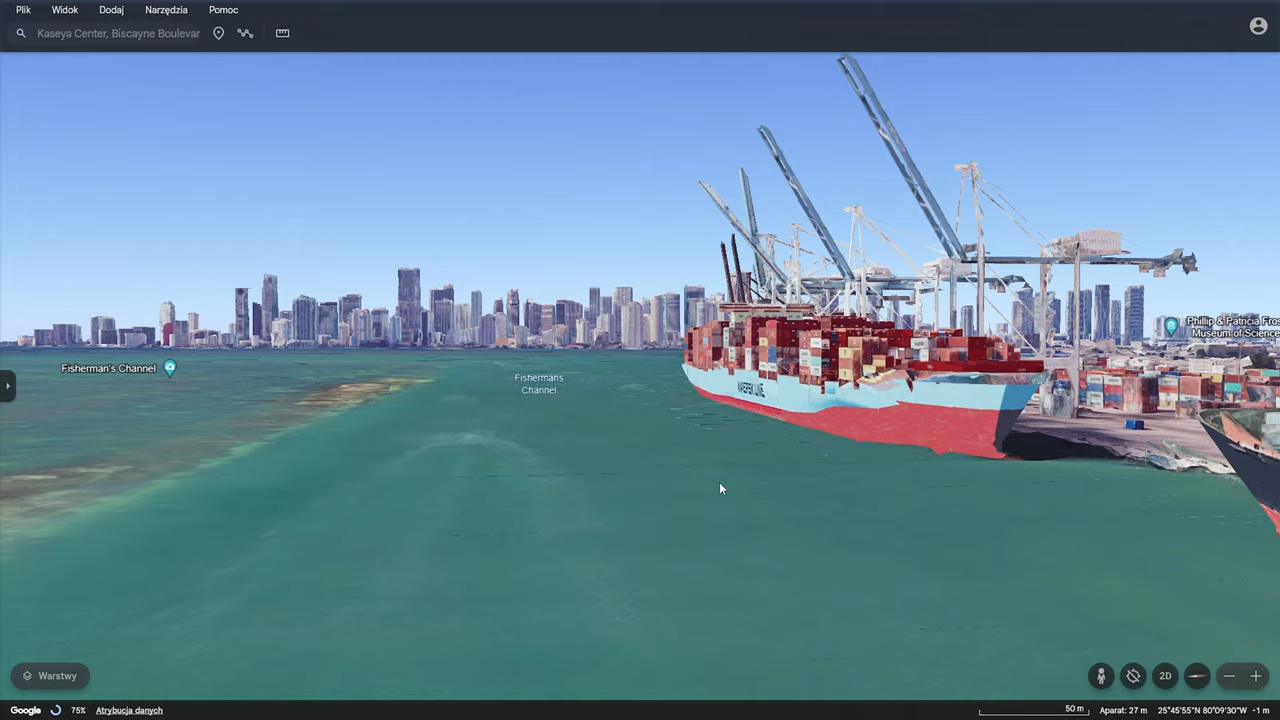 Plik Widok Dodaj Narzędzia Pomoc
Kaseya Center, Biscayne Boulevar
Fisherman's Channel
Fishermans
Channel
MAERSK LINE
Phillip & Patricia Fros
Museum of Science
Warstwy
2D
Google 75% Atrybucja danych 50 m Aparat: 27 m 25°45'55"N 80°09'30"W -1 m